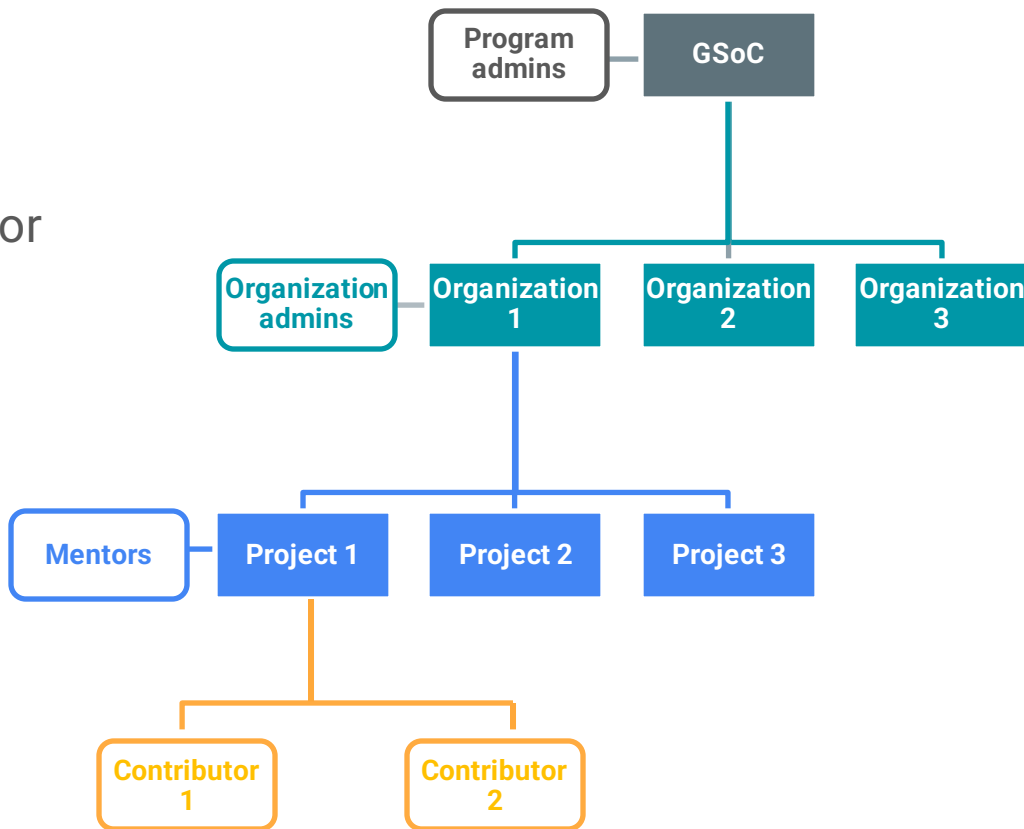 Program
admins
GSoC
or
Organization
admins
Organization
1
Organization
2
Organization
3
Mentors
Project 1
Project 2
Project 3
Contributor
1
Contributor
2